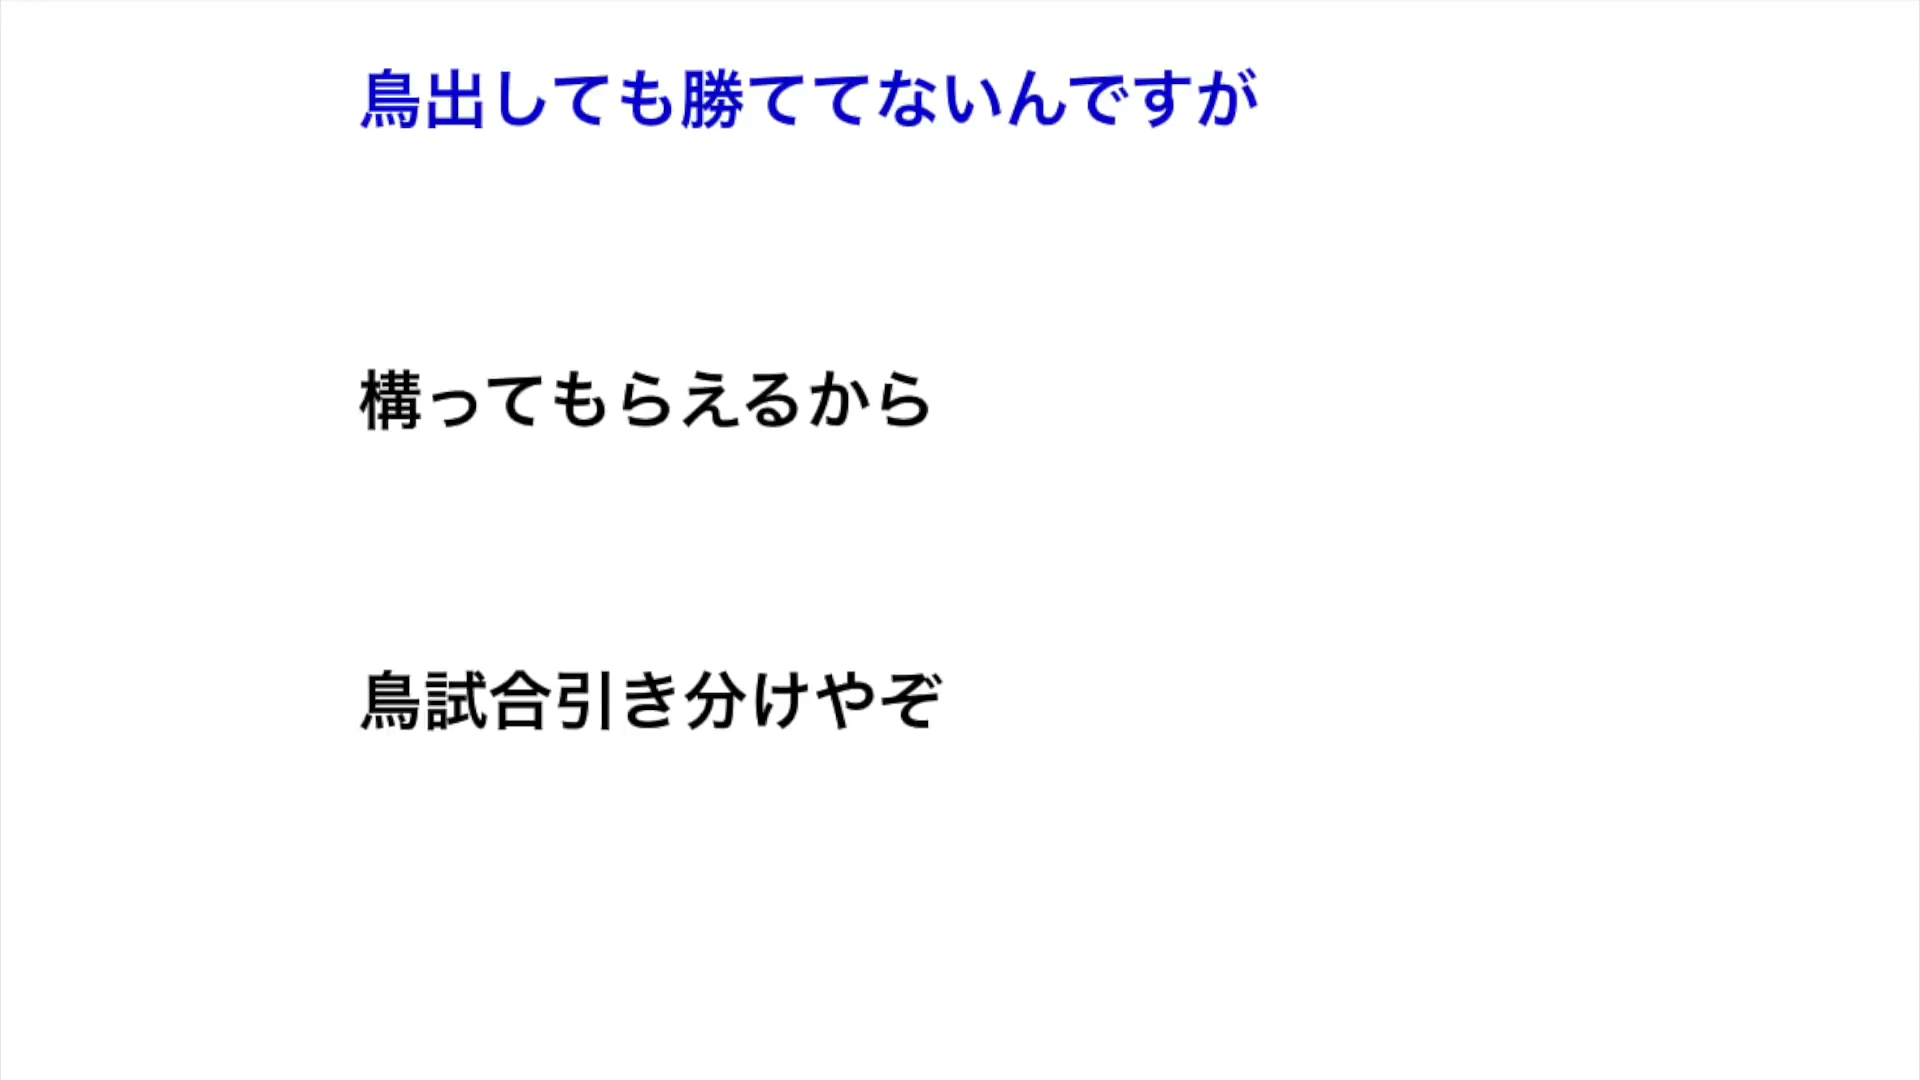 鳥出しても勝ててないんですが
構ってもらえるから
鳥試合引き分けやぞ